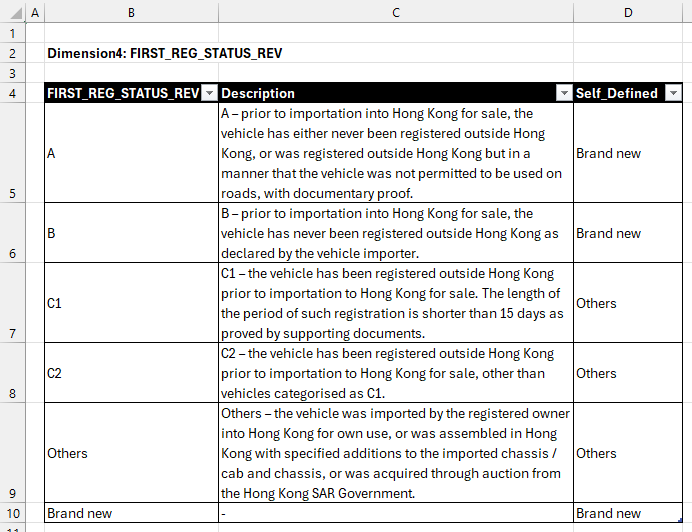 A B C D
1
2 Dimension4: FIRST_REG_STATUS_REV
3
4 FIRST_REG_STATUS_REV Description Self_Defined
A – prior to importation into Hong Kong for sale, the
vehicle has either never been registered outside Hong
A Kong, or was registered outside Hong Kong but in a Brand new
manner that the vehicle was not permitted to be used on
5 roads, with documentary proof.
B – prior to importation into Hong Kong for sale, the
B vehicle has never been registered outside Hong Kong as Brand new
6 declared by the vehicle importer.
C1 – the vehicle has been registered outside Hong Kong
prior to importation to Hong Kong for sale. The length of
C1 the period of such registration is shorter than 15 days as Others
7 proved by supporting documents.
C2 – the vehicle has been registered outside Hong Kong
C2 prior to importation to Hong Kong for sale, other than Others
8 vehicles categorised as C1.
Others – the vehicle was imported by the registered owner
into Hong Kong for own use, or was assembled in Hong
Others Kong with specified additions to the imported chassis / Others
cab and chassis, or was acquired through auction from
9 the Hong Kong SAR Government.
10 Brand new - Brand new